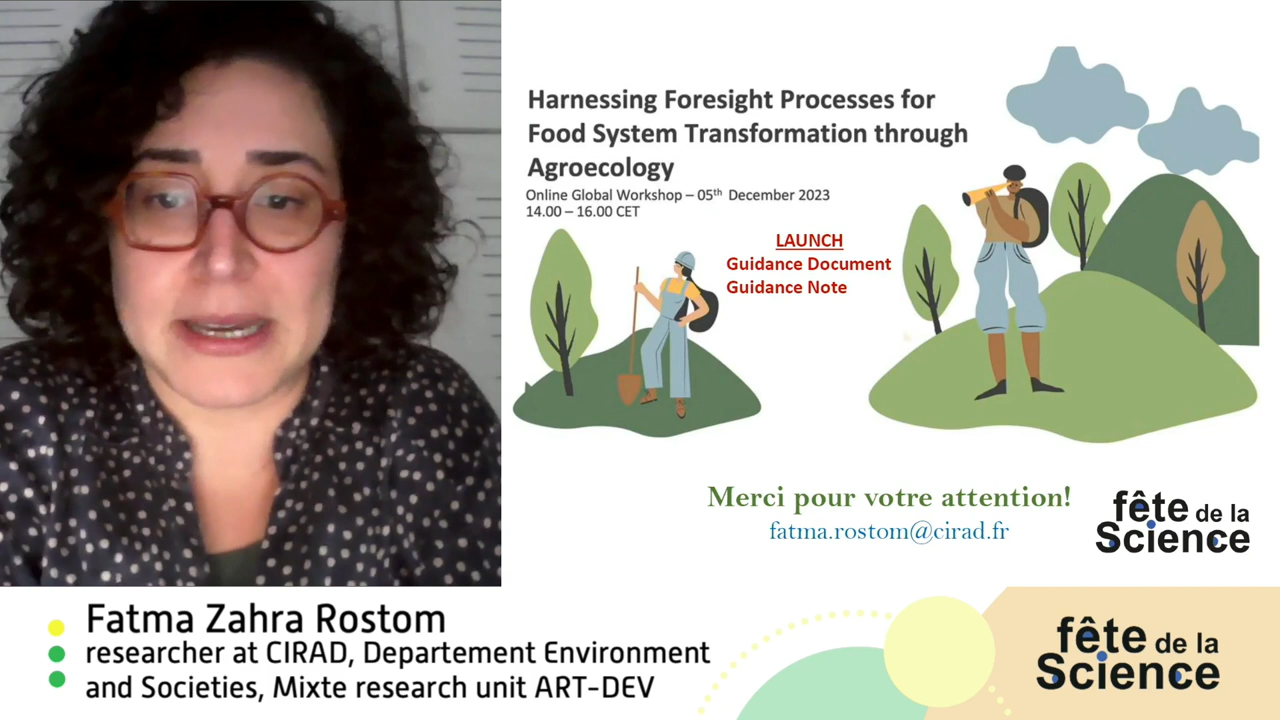 Harnessing Foresight Processes for
Food System Transformation through
Agroecology
Online Global Workshop – 05th December 2023
14.00 – 16.00 CET
LAUNCH
Guidance Document
Guidance Note
Merci pour votre attention!
fatma.rostom@cirad.fr
fête de la
Science
Fatma Zahra Rostom
researcher at CIRAD, Departement Environment
and Societies, Mixte research unit ART-DEV
fête de la
Science